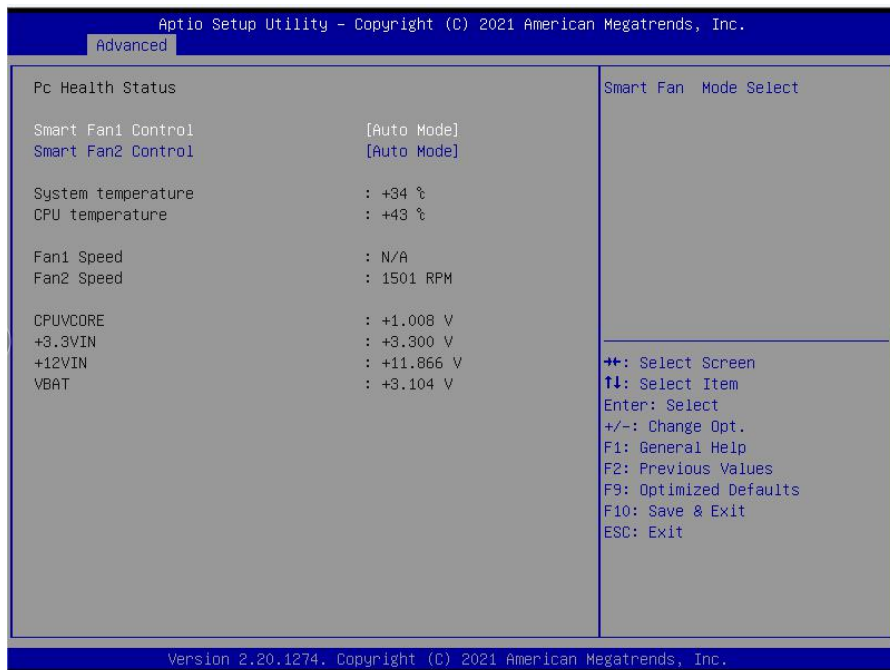 Aptio Setup Utility – Copyright (C) 2021 American Megatrends, Inc.
Advanced
Pc Health Status
Smart Fan1 Control [Auto Mode]
Smart Fan2 Control [Auto Mode]
System temperature : +34 ℃
CPU temperature : +43 ℃
Fan1 Speed : N/A
Fan2 Speed : 1501 RPM
CPUVCORE : +1.008 V
+3.3VIN : +3.300 V
+12VIN : +11.866 V
VBAT : +3.104 V
Smart Fan Mode Select
→←: Select Screen
↑↓: Select Item
Enter: Select
+/-: Change Opt.
F1: General Help
F2: Previous Values
F9: Optimized Defaults
F10: Save & Exit
ESC: Exit
Version 2.20.1274. Copyright (C) 2021 American Megatrends, Inc.